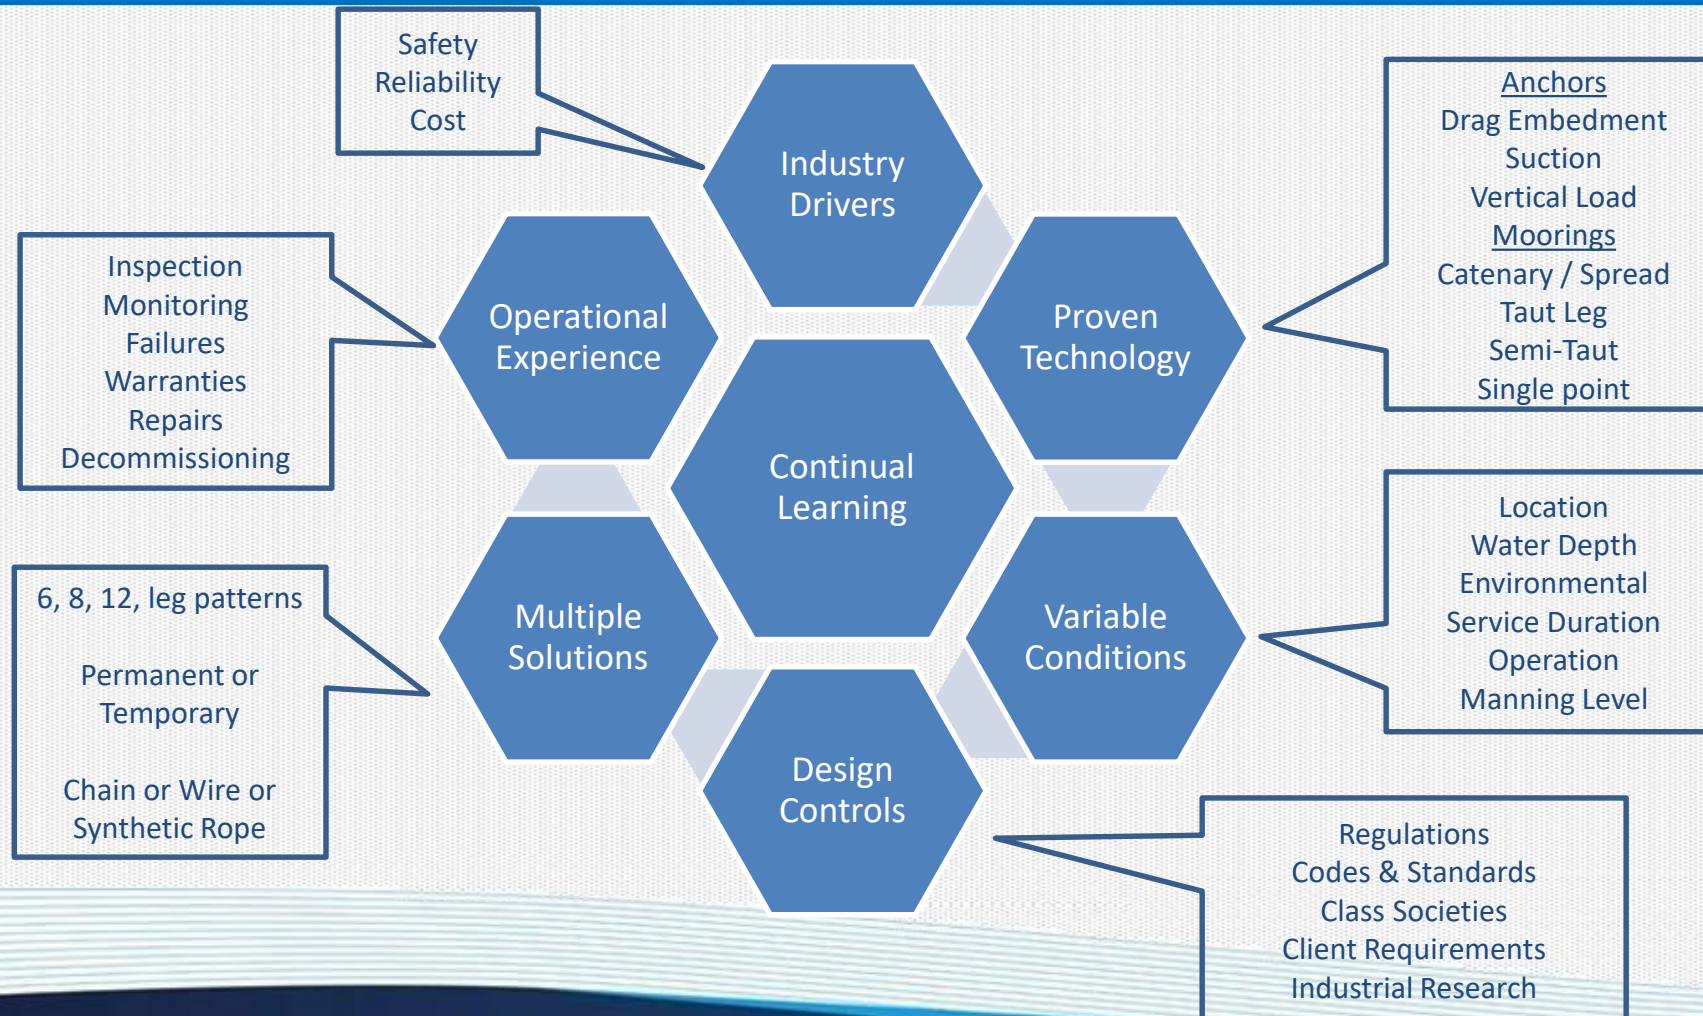 Safety
Reliability
Cost
Industry
Drivers
Anchors
Drag Embedment
Suction
Vertical Load
Moorings
Catenary / Spread
Taut Leg
Semi-Taut
Single point
Proven
Technology
Inspection
Monitoring
Failures
Warranties
Repairs
Decommissioning
Operational
Experience
Continual
Learning
Location
Water Depth
Environmental
Service Duration
Operation
Manning Level
Variable
Conditions
6, 8, 12, leg patterns
Permanent or
Temporary
Chain or Wire or
Synthetic Rope
Multiple
Solutions
Design
Controls
Regulations
Codes & Standards
Class Societies
Client Requirements
Industrial Research